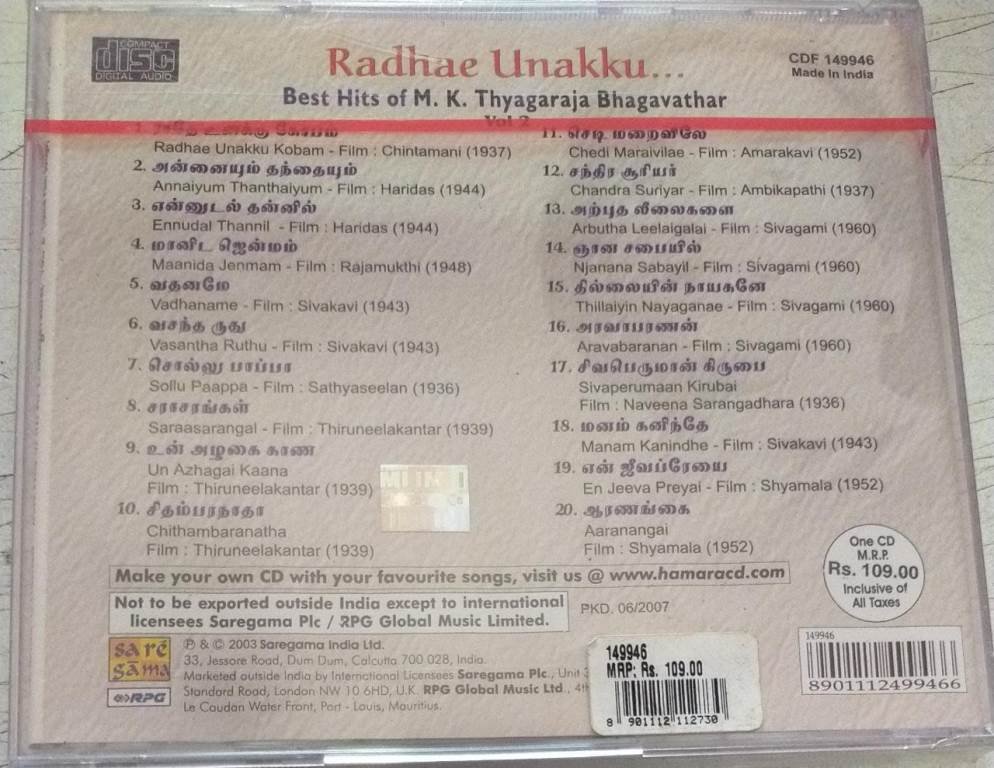 COMPACT
disc
DIGITAL AUDIO
Radhae Unakku...
CDF 149946
Made In India
Best Hits of M. K. Thyagaraja Bhagavathar
Vol 2
1. ராதே உனக்கு கோபம்
Radhae Unakku Kobam - Film : Chintamani (1937)
2. அன்னையும் தந்தையும்
Annaiyum Thanthaiyum - Film : Haridas (1944)
3. என்னுடல் தன்னில்
Ennudal Thannil - Film : Haridas (1944)
4. மானிட ஜென்மம்
Maanida Jenmam - Film : Rajamukthi (1948)
5. வதனமே
Vadhaname - Film : Sivakavi (1943)
6. வசந்த ருது
Vasantha Ruthu - Film : Sivakavi (1943)
7. சொல்லு பாப்பா
Sollu Paappa - Film : Sathyaseelan (1936)
8. சராசரங்கள்
Saraasarangal - Film : Thiruneelakantar (1939)
9. உன் அழகை காண
Un Azhagai Kaana
Film : Thiruneelakantar (1939)
10. சிதம்பரநாதா
Chithambaranatha
Film : Thiruneelakantar (1939)
11. செடி மறைவிலே
Chedi Maraivilae - Film : Amarakavi (1952)
12. சந்திர சூரியர்
Chandra Suriyar - Film : Ambikapathi (1937)
13. அற்புத லீலைகளை
Arbutha Leelaigalai - Film : Sivagami (1960)
14. ஞான சபையில்
Njanana Sabayil - Film : Sivagami (1960)
15. தில்லையின் நாயகனே
Thillaiyin Nayaganae - Film : Sivagami (1960)
16. அரவாபரணன்
Aravabaranan - Film : Sivagami (1960)
17. சிவபெருமான் கிருபை
Sivaperumaan Kirubai
Film : Naveena Sarangadhara (1936)
18. மனம் கனிந்தே
Manam Kanindhe - Film : Sivakavi (1943)
19. என் ஜீவப்ரேயை
En Jeeva Preyai - Film : Shyamala (1952)
20. ஆரணங்கை
Aaranangai
Film : Shyamala (1952)
One CD
M.R.P.
Rs. 109.00
Inclusive of
All Taxes
Make your own CD with your favourite songs, visit us @ www.hamaracd.com
Not to be exported outside India except to international
licensees Saregama Plc / RPG Global Music Limited.
PKD. 06/2007
sa re
ga ma
RPG
℗ & © 2003 Saregama India Ltd.
33, Jessore Road, Dum Dum, Calcutta 700 028, India.
Marketed outside India by International Licensees Saregama Plc., Unit
Standard Road, London NW 10 6HD, U.K. RPG Global Music Ltd., 4th
Le Caudan Water Front, Port - Louis, Mauritius.
149946
MRP: Rs. 109.00
8 901112 112730
149946
8901112499466